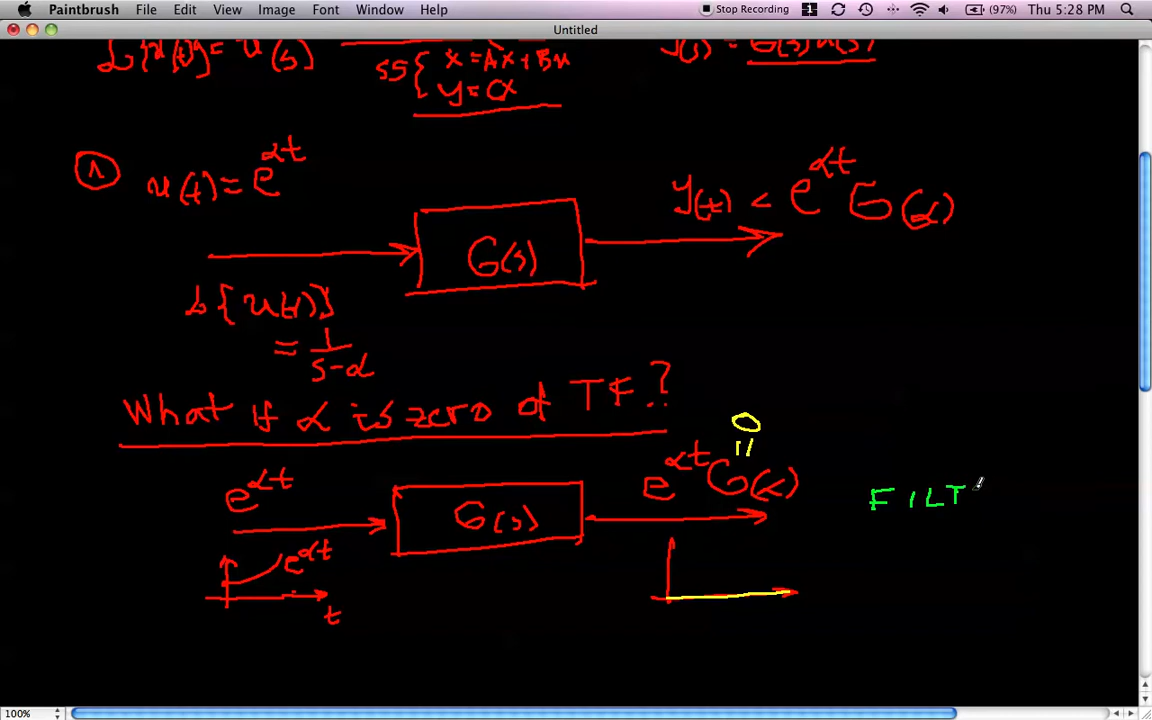 Paintbrush File Edit View Image Font Window Help Stop Recording 1 (97%) Thu 5:28 PM
Untitled
L{u(t)} = u(s)
SS { x = Ax + Bu
y = Cx
y(s) = G(s) u(s)
1 u(t) = e^αt
y(t) < e^αt G(α)
G(s)
L{u(t)}
= 1/s-α
What if α is zero of TF?
0
e^αt
G(s)
e^αt G(α)
FILT
e^αt
t
100%